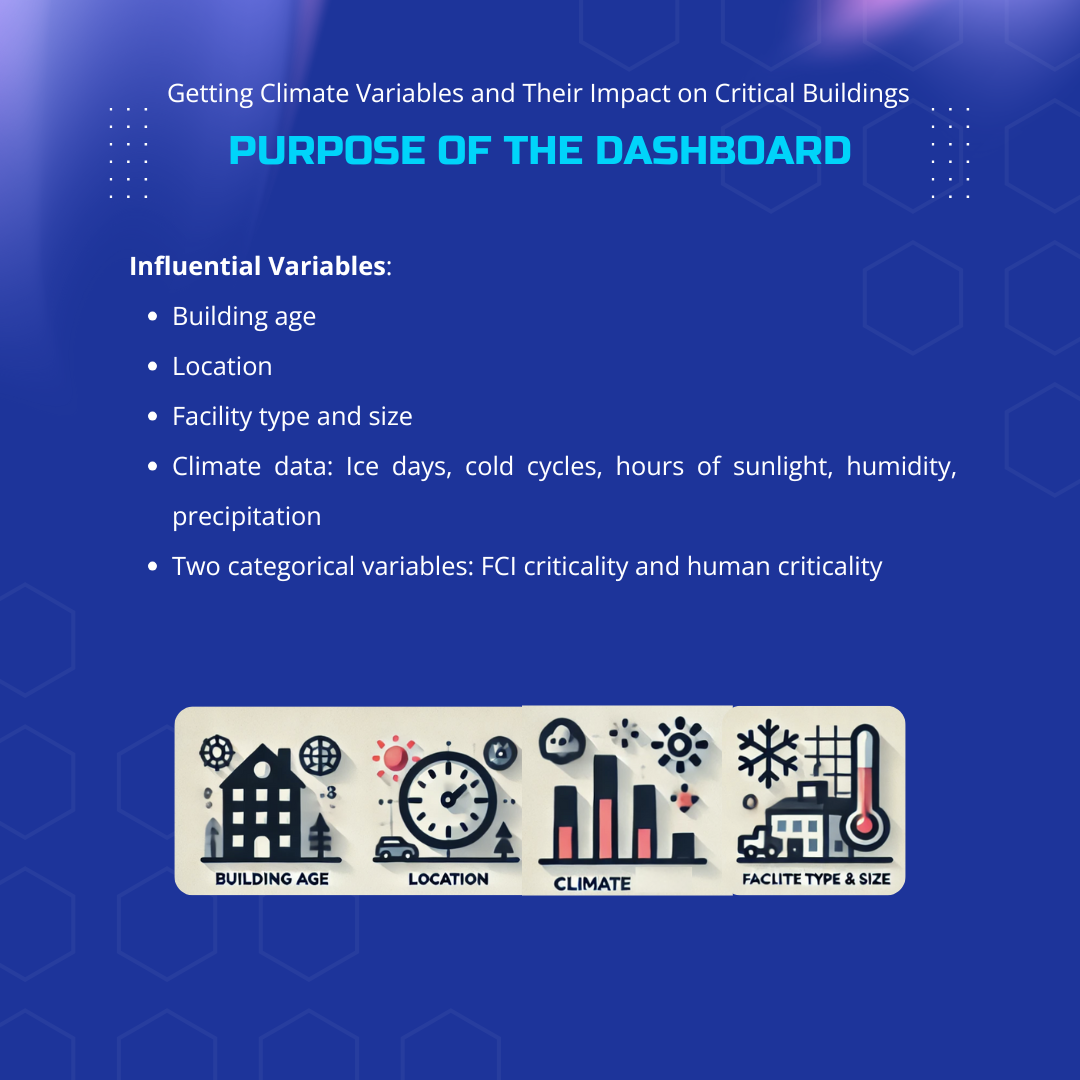 Getting Climate Variables and Their Impact on Critical Buildings
PURPOSE OF THE DASHBOARD
Influential Variables:
• Building age
• Location
• Facility type and size
• Climate data: Ice days, cold cycles, hours of sunlight, humidity,
precipitation
• Two categorical variables: FCI criticality and human criticality
BUILDING AGE
LOCATION
CLIMATE
FACLITE TYPE & SIZE